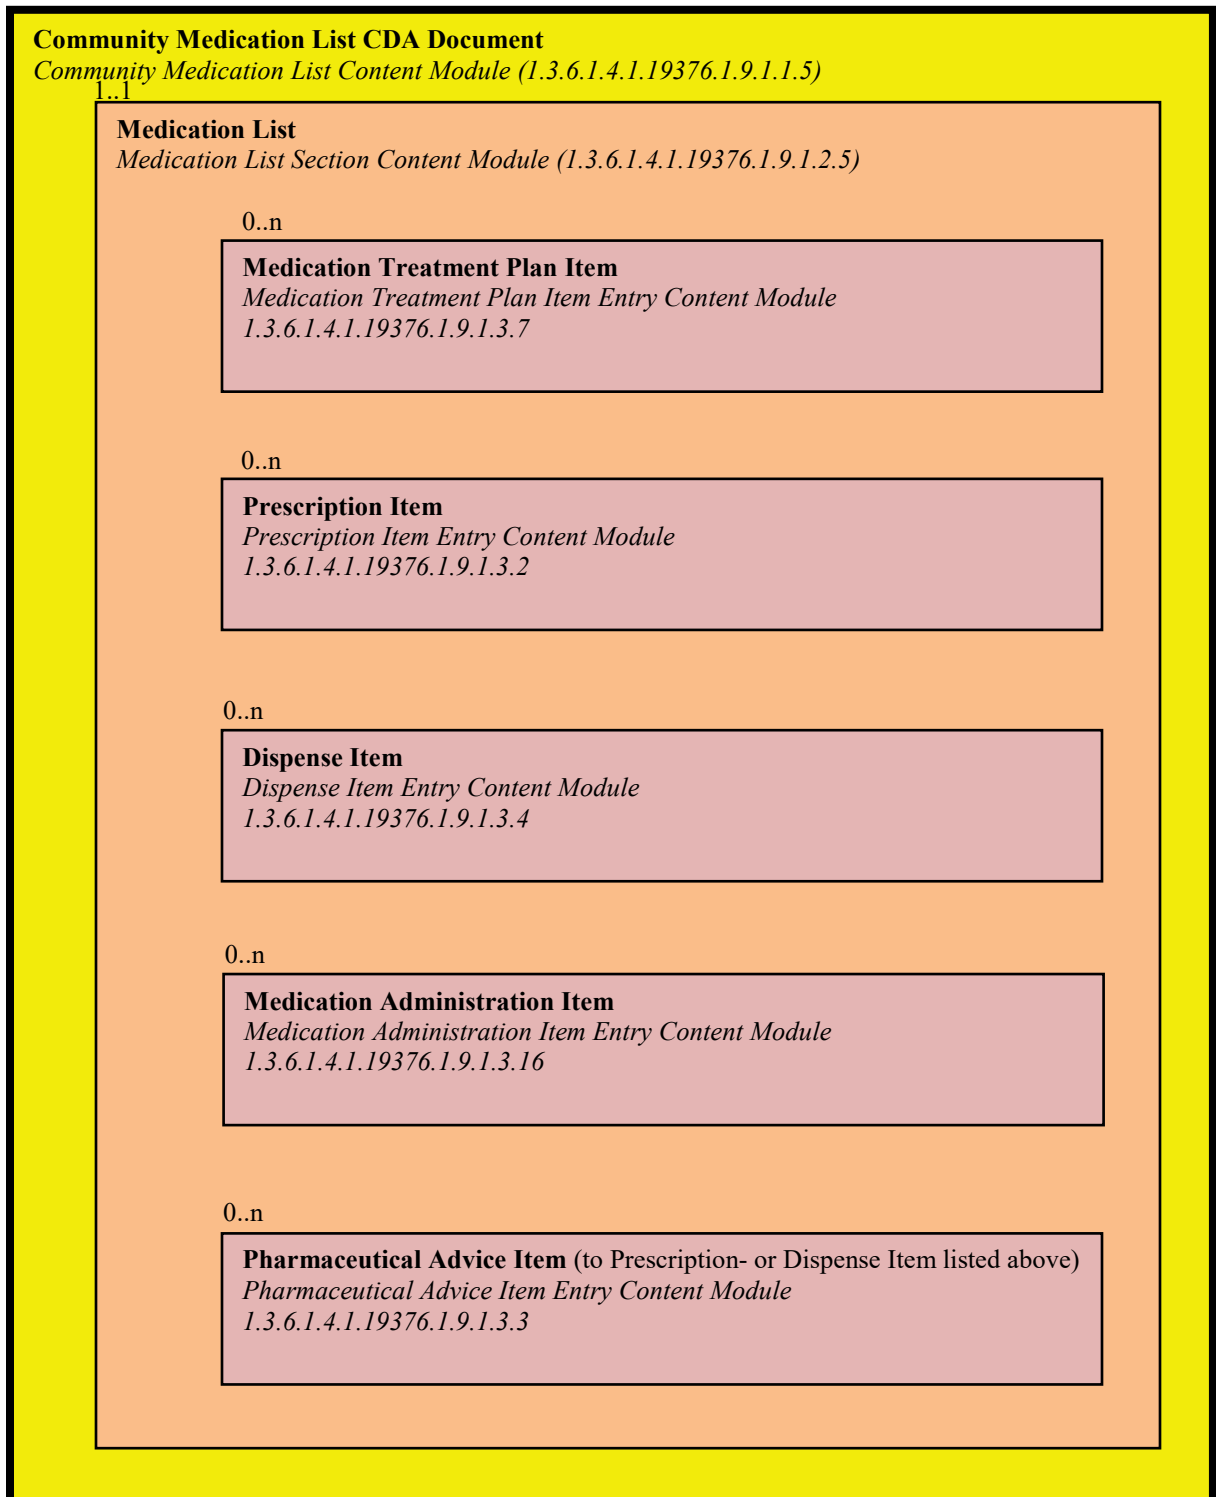 Community Medication List CDA Document
Community Medication List Content Module (1.3.6.1.4.1.19376.1.9.1.1.5)
1..1
Medication List
Medication List Section Content Module (1.3.6.1.4.1.19376.1.9.1.2.5)
0..n
Medication Treatment Plan Item
Medication Treatment Plan Item Entry Content Module
1.3.6.1.4.1.19376.1.9.1.3.7
0..n
Prescription Item
Prescription Item Entry Content Module
1.3.6.1.4.1.19376.1.9.1.3.2
0..n
Dispense Item
Dispense Item Entry Content Module
1.3.6.1.4.1.19376.1.9.1.3.4
0..n
Medication Administration Item
Medication Administration Item Entry Content Module
1.3.6.1.4.1.19376.1.9.1.3.16
0..n
Pharmaceutical Advice Item (to Prescription- or Dispense Item listed above)
Pharmaceutical Advice Item Entry Content Module
1.3.6.1.4.1.19376.1.9.1.3.3